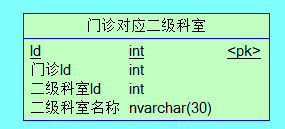 门诊对应二级科室
Id int <pk>
门诊Id int
二级科室Id int
二级科室名称 nvarchar(30)